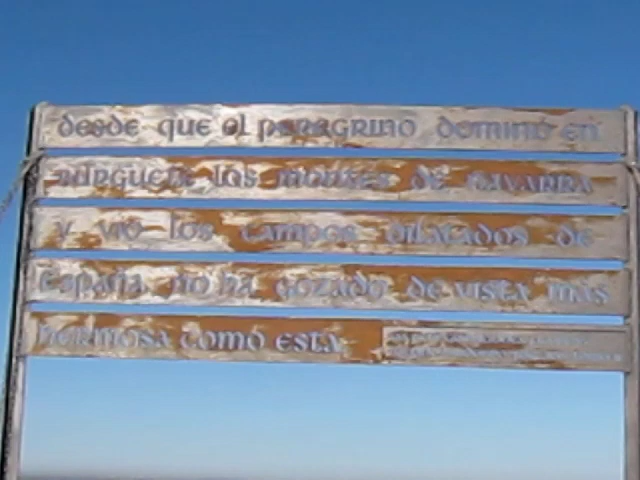 desde que el peregrino dominó en
Burguete los montes de Navarra
y vió los campos dilatados de
España no ha gozado de vista más
hermosa como esta